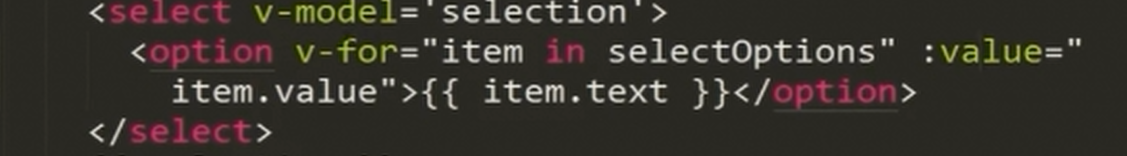 <select v-model='selection'>
<option v-for="item in selectOptions" :value="
item.value">{{ item.text }}</option>
</select>